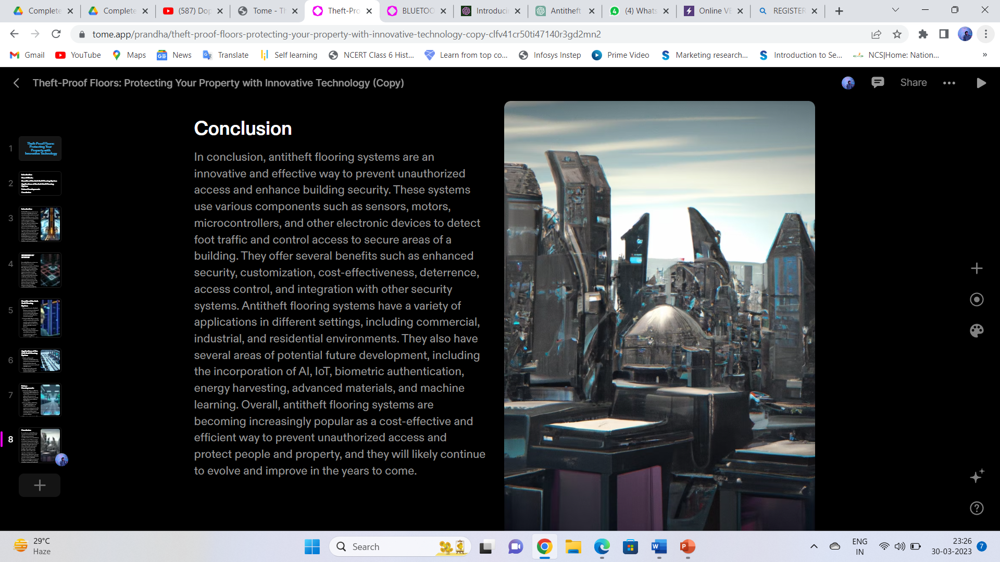 Complete
Complete
(587) Dop
Tome - Th
Theft-Pro
BLUETOO
Introducin
Antitheft
(4) Whats
Online VE
REGISTER
tome.app/prandha/theft-proof-floors-protecting-your-property-with-innovative-technology-copy-clfv41cr50ti47140r3gd2mn2
Gmail
YouTube
Maps
News
Translate
Self learning
NCERT Class 6 Hist...
Learn from top co...
Infosys Instep
Prime Video
Marketing research...
Introduction to Se...
NCS|Home: Nation...
»
Theft-Proof Floors: Protecting Your Property with Innovative Technology (Copy)
Share
1
Theft-Proof Floors:
Protecting Your
Property with
Innovative Technology
2
3
4
5
6
7
8
Conclusion
In conclusion, antitheft flooring systems are an
innovative and effective way to prevent unauthorized
access and enhance building security. These systems
use various components such as sensors, motors,
microcontrollers, and other electronic devices to detect
foot traffic and control access to secure areas of a
building. They offer several benefits such as enhanced
security, customization, cost-effectiveness, deterrence,
access control, and integration with other security
systems. Antitheft flooring systems have a variety of
applications in different settings, including commercial,
industrial, and residential environments. They also have
several areas of potential future development, including
the incorporation of AI, IoT, biometric authentication,
energy harvesting, advanced materials, and machine
learning. Overall, antitheft flooring systems are
becoming increasingly popular as a cost-effective and
efficient way to prevent unauthorized access and
protect people and property, and they will likely continue
to evolve and improve in the years to come.
29°C
Haze
Search
ENG
IN
23:26
30-03-2023
7